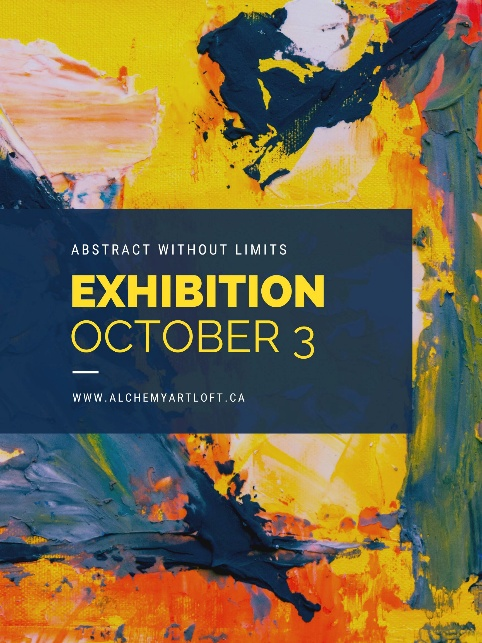 ABSTRACT WITHOUT LIMITS
EXHIBITION
OCTOBER 3
WWW.ALCHEMYARTLOFT.CA